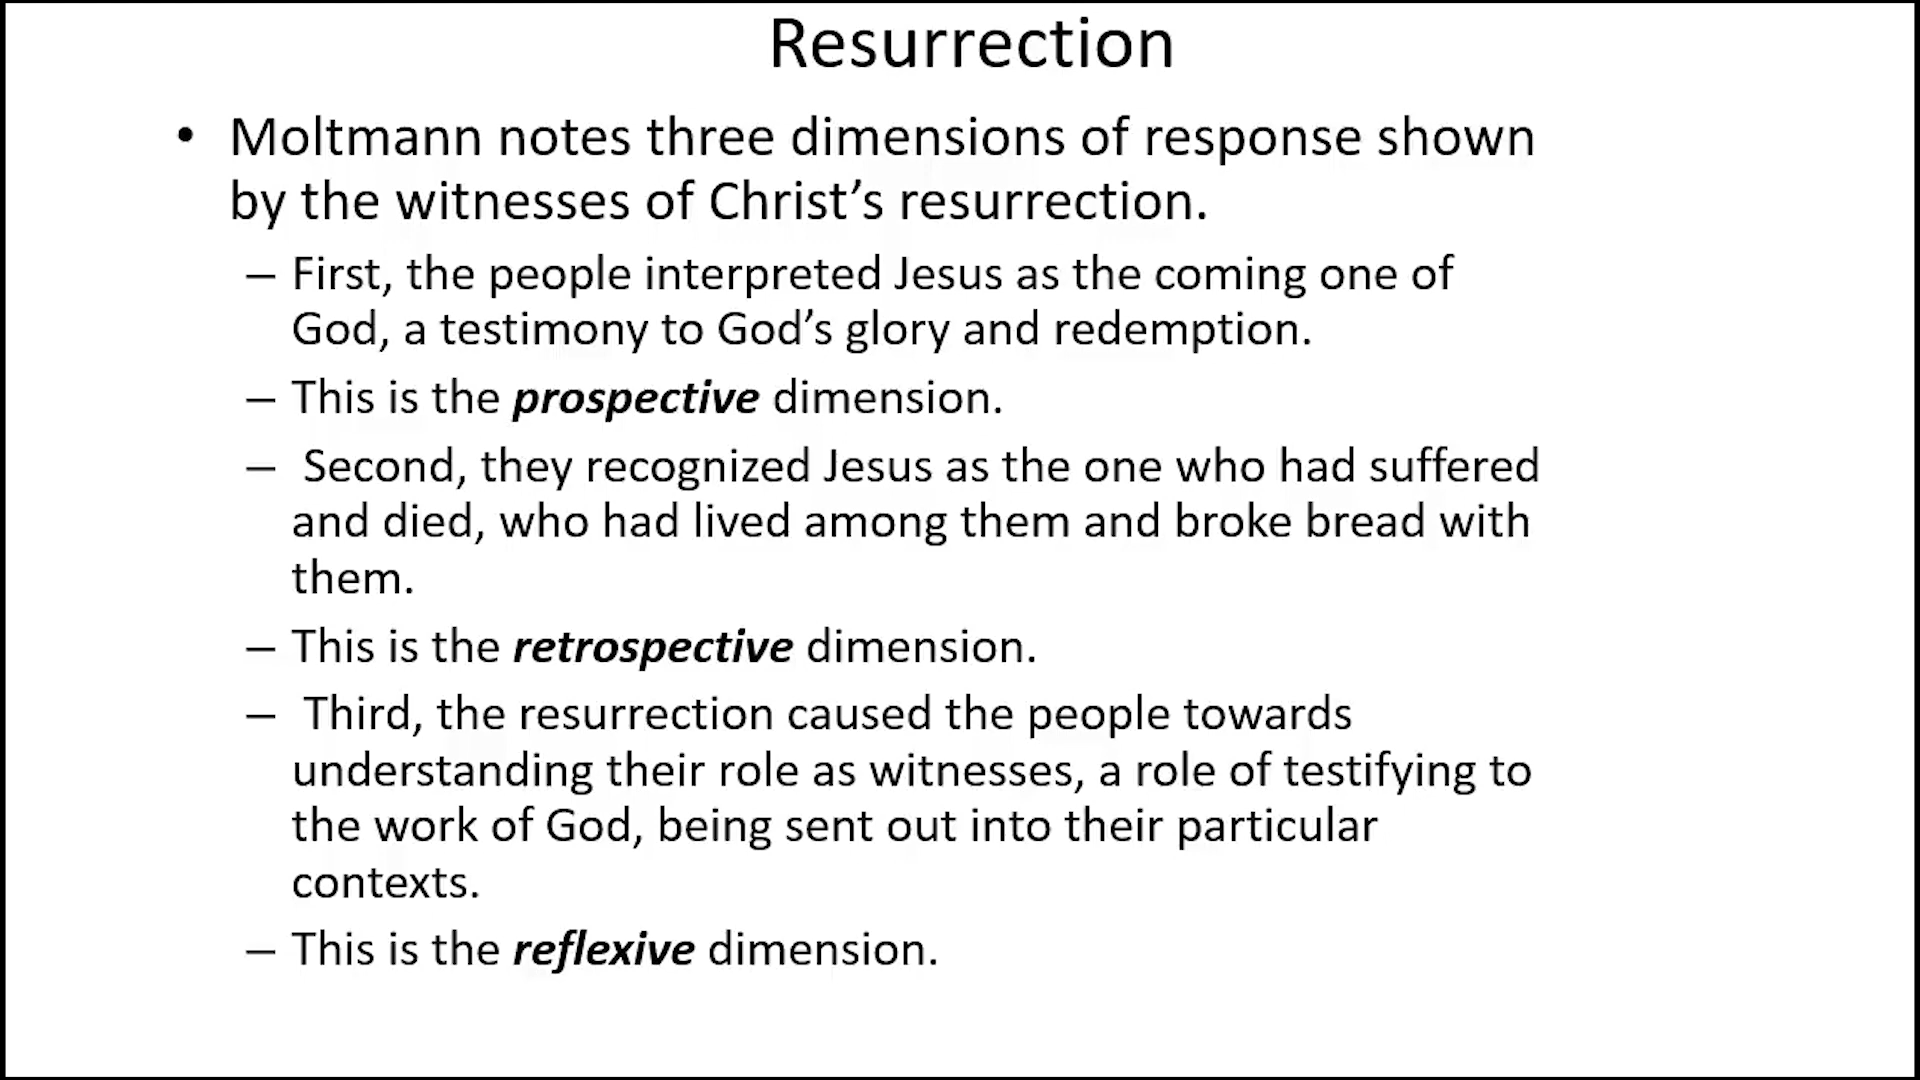 Resurrection
• Moltmann notes three dimensions of response shown
by the witnesses of Christ’s resurrection.
– First, the people interpreted Jesus as the coming one of
God, a testimony to God’s glory and redemption.
– This is the prospective dimension.
– Second, they recognized Jesus as the one who had suffered
and died, who had lived among them and broke bread with
them.
– This is the retrospective dimension.
– Third, the resurrection caused the people towards
understanding their role as witnesses, a role of testifying to
the work of God, being sent out into their particular
contexts.
– This is the reflexive dimension.